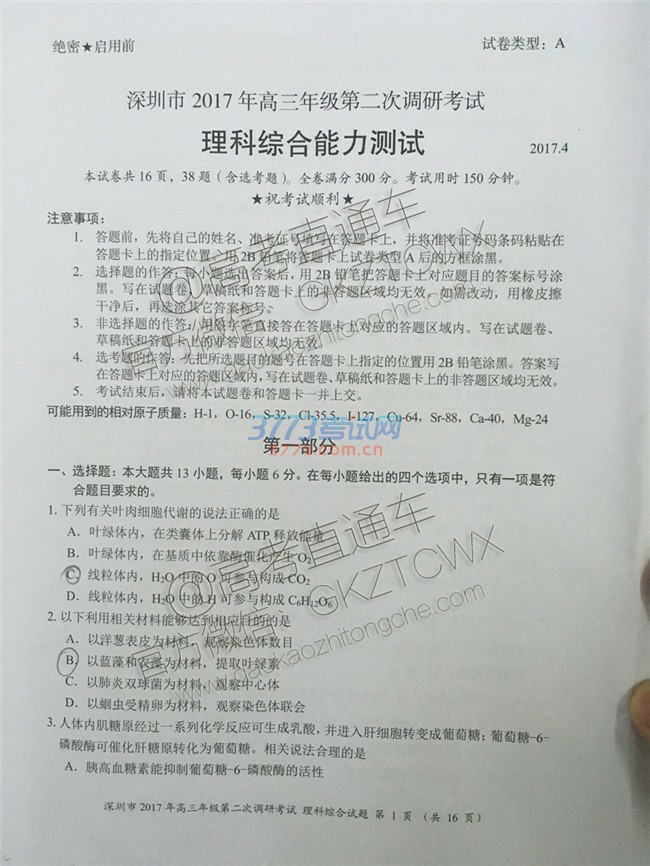 绝密★启用前 试卷类型：A
深圳市 2017 年高三年级第二次调研考试
理科综合能力测试 2017.4
本试卷共 16 页，38 题（含选考题）。全卷满分 300 分。考试用时 150 分钟。
★祝考试顺利★
注意事项：
1. 答题前，先将自己的姓名、准考证号填写在答题卡上，并将准考证号码条码粘贴在
答题卡上的指定位置。用 2B 铅笔将答题卡上试卷类型 A 后的方框涂黑。
2. 选择题的作答：每小题选出答案后，用 2B 铅笔把答题卡上对应题目的答案标号涂
黑。写在试题卷、草稿纸和答题卡上的非答题区域均无效。如需改动，用橡皮擦
干净后，再选涂其它答案标号。
3. 非选择题的作答：用签字笔直接答在答题卡上对应的答题区域内。写在试题卷、
草稿纸和答题卡上的非答题区域均无效。
4. 选考题的作答：先把所选题目的题号在答题卡上指定的位置用 2B 铅笔涂黑。答案写
在答题卡上对应的答题区域内，写在试题卷、草稿纸和答题卡上的非答题区域均无效。
5. 考试结束后，请将本试题卷和答题卡一并上交。
可能用到的相对原子质量：H-1，O-16，S-32，Cl-35.5，I-127，Cu-64，Sr-88，Ca-40，Mg-24
3773考试网
3773.com.cn
第一部分
一、选择题：本大题共 13 小题，每小题 6 分。在每小题给出的四个选项中，只有一项是符
合题目要求的。
1. 下列有关叶肉细胞代谢的说法正确的是
A．叶绿体内，在类囊体上分解 ATP 释放能量
B．叶绿体内，在基质中依靠酶催化产生 O₂
C．线粒体内，H₂O 中的 O 可参与构成 CO₂
D．线粒体内，H₂O 中的 H 可参与构成 C₆H₁₂O₆
2. 以下利用相关材料能够达到相应目的的是
A．以洋葱表皮为材料，观察染色体数目
B．以蓝藻和衣藻为材料，提取叶绿素
C．以肺炎双球菌为材料，观察中心体
D．以蛔虫受精卵为材料，观察染色体联会
3. 人体内肌糖原经过一系列化学反应可生成乳酸，并进入肝细胞转变成葡萄糖；葡萄糖-6-
磷酸酶可催化肝糖原转化为葡萄糖。相关说法合理的是
A．胰高血糖素能抑制葡萄糖-6-磷酸酶的活性
深圳市 2017 年高三年级第二次调研考试 理科综合试题 第 1 页 （共 16 页）
@高考直通车
官方微信：GKZTCWX
gaokaozhitongche.com
@高考直通车
官方微信：GKZTCWX
gaokaozhitongche.com